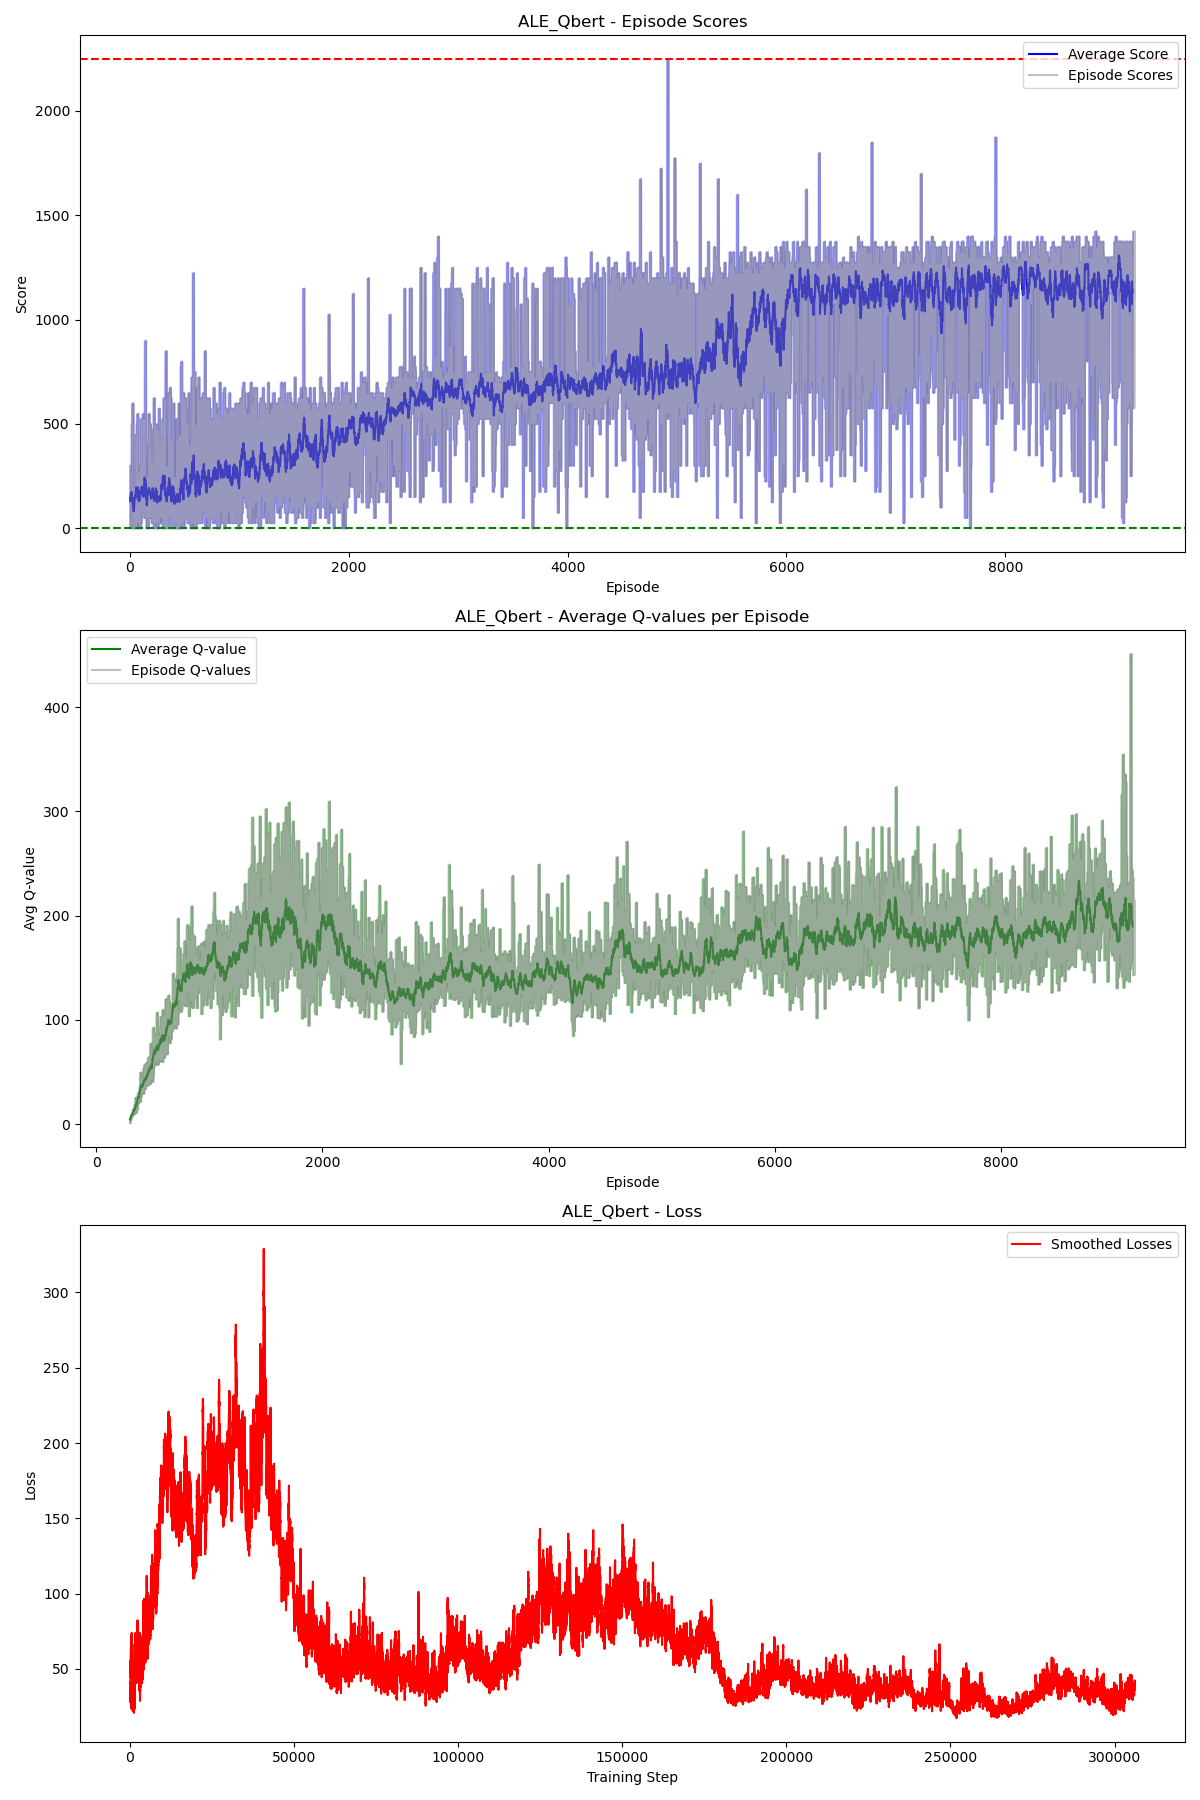 ALE_Qbert - Episode Scores
Average Score
Episode Scores
2000
1500
1000
500
0
Score
0 2000 4000 6000 8000
Episode
ALE_Qbert - Average Q-values per Episode
Average Q-value
Episode Q-values
400
300
200
100
0
Avg Q-value
0 2000 4000 6000 8000
Episode
ALE_Qbert - Loss
Smoothed Losses
300
250
200
150
100
50
Loss
0 50000 100000 150000 200000 250000 300000
Training Step